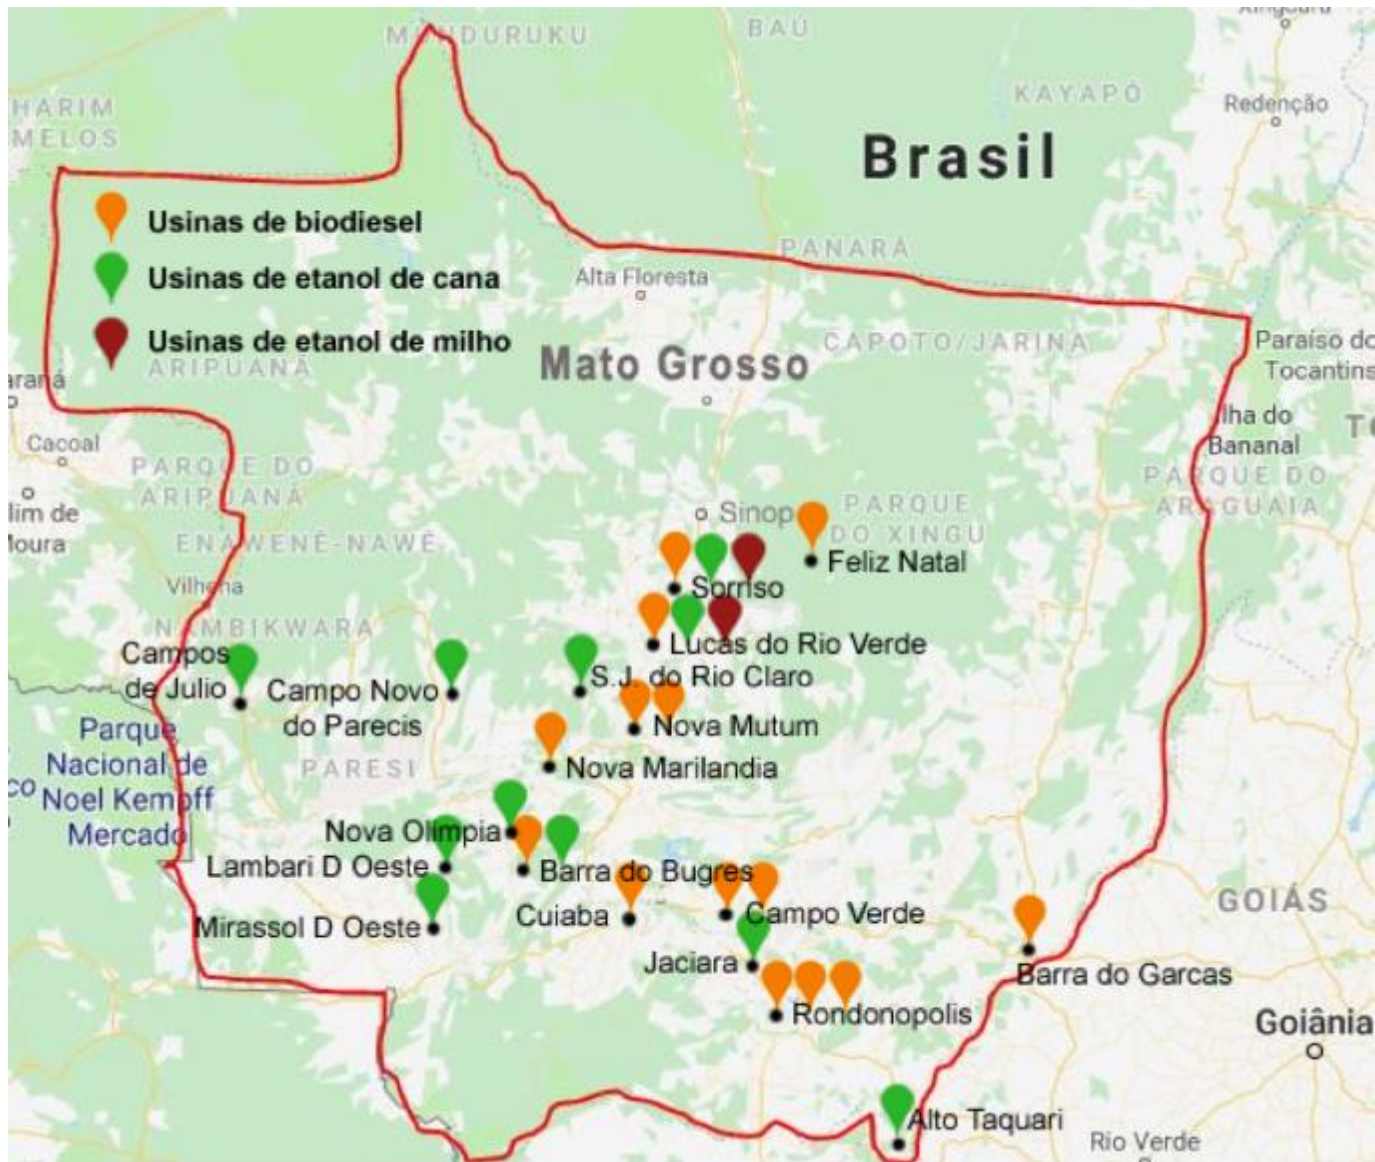 MUNDURUKU
BAÚ
HARIM
MELOS
KAYAPÓ
Redenção
Brasil
Usinas de biodiesel
PANARÁ
Usinas de etanol de cana
Alta Floresta
Usinas de etanol de milho
ARIPUANÃ
CAPOTO/JARINA
Mato Grosso
Paraíso do
Tocantins
Ilha do
Bananal
Cacoal
PARQUE DO
ARIPUANÃ
PARQUE DO
ARAGUAIA
lim de
Moura
ENAWENÊ-NAWÊ
Sinop
PARQUE
DO XINGU
Feliz Natal
Vilhena
Sorriso
NAMBIKWARA
Lucas do Rio Verde
Campos
de Julio
Campo Novo
do Parecis
S.J. do Rio Claro
Nova Mutum
Parque
Nacional de
Noel Kempff
Mercado
PARESI
Nova Marilandia
Nova Olimpia
Lambari D Oeste
Barra do Bugres
Mirassol D Oeste
Cuiaba
Campo Verde
GOIÁS
Jaciara
Barra do Garcas
Rondonopolis
Goiânia
Alto Taquari
Rio Verde